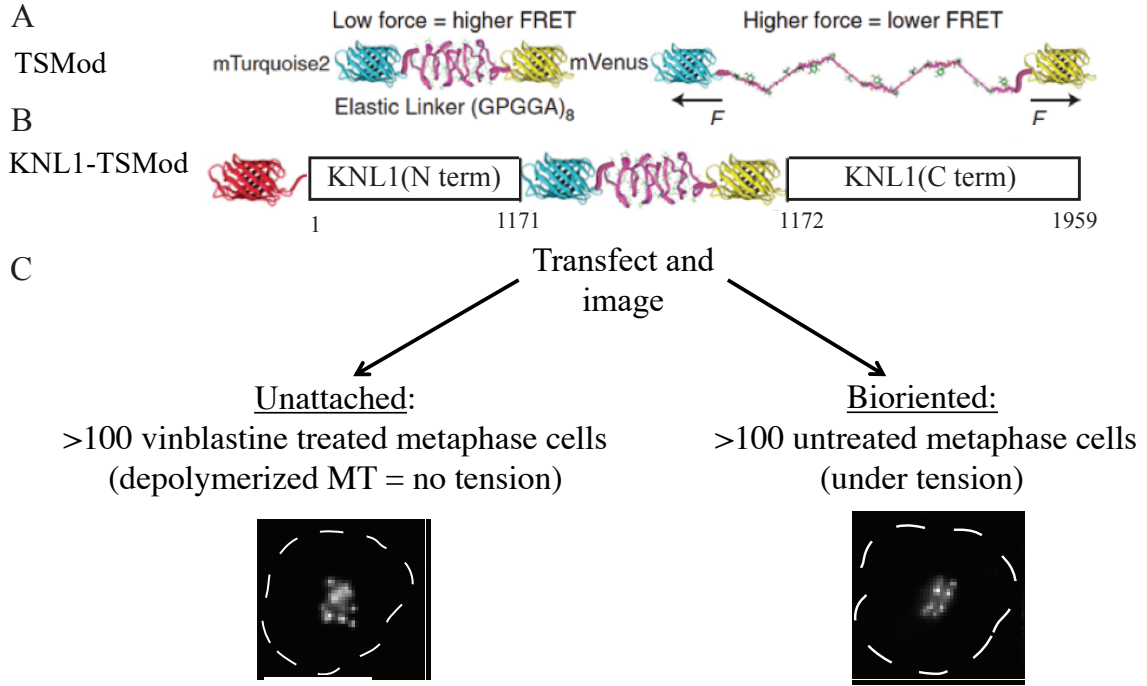 A
Low force = higher FRET
Higher force = lower FRET
TSMod
mTurquoise2
mVenus
Elastic Linker (GPGGA)8
F
F
B
KNL1-TSMod
KNL1(N term)
KNL1(C term)
1
1171
1172
1959
C
Transfect and
image
Unattached:
>100 vinblastine treated metaphase cells
(depolymerized MT = no tension)
Bioriented:
>100 untreated metaphase cells
(under tension)